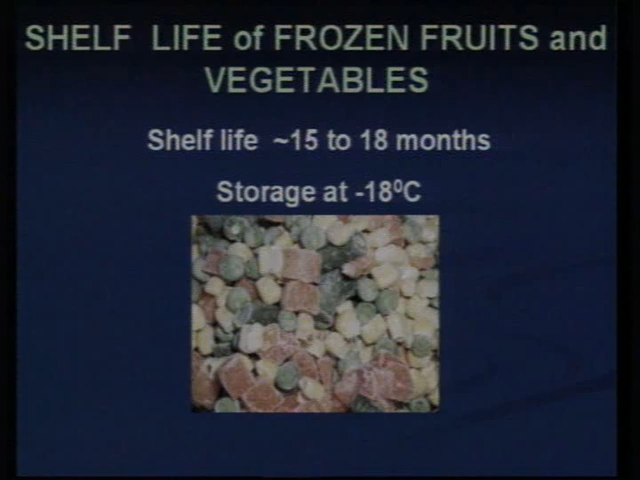 SHELF LIFE of FROZEN FRUITS and
VEGETABLES
Shelf life ~15 to 18 months
Storage at -18⁰C